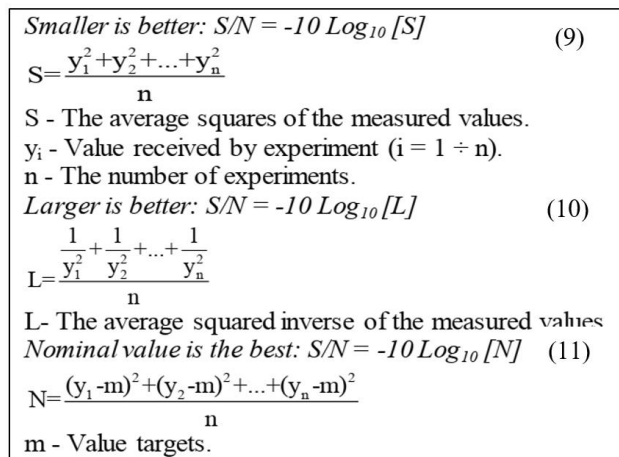 Smaller is better: S/N = -10 Log₁₀ [S] (9)
S=(y₁²+y₂²+...+yₙ²)/n
S - The average squares of the measured values.
yᵢ - Value received by experiment (i = 1 ÷ n).
n - The number of experiments.
Larger is better: S/N = -10 Log₁₀ [L] (10)
L=(1/y₁²+1/y₂²+...+1/yₙ²)/n
L- The average squared inverse of the measured values
Nominal value is the best: S/N = -10 Log₁₀ [N] (11)
N=((y₁-m)²+(y₂-m)²+...+(yₙ-m)²)/n
m - Value targets.